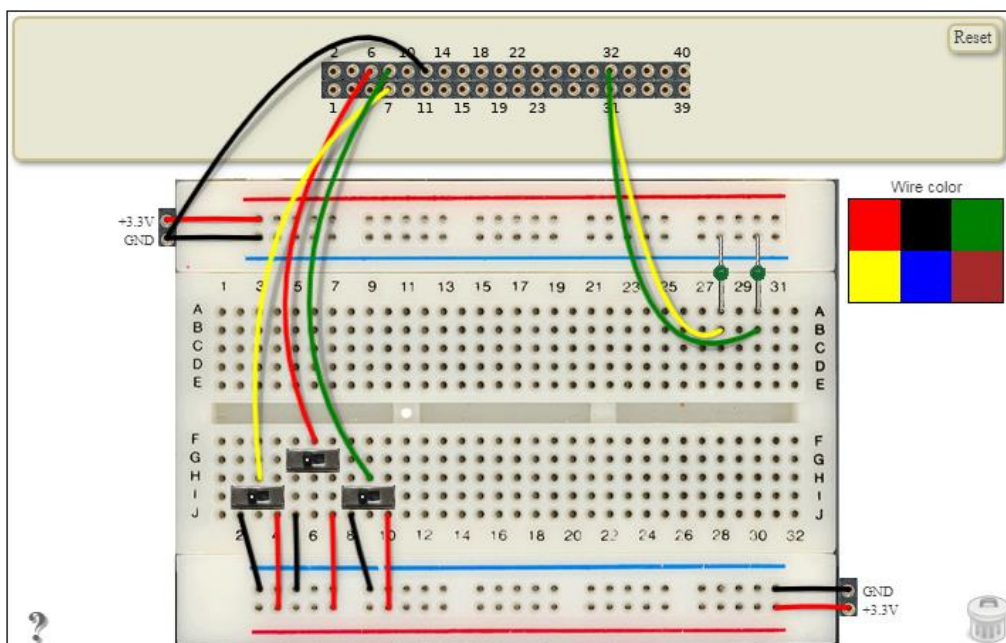 Reset
2 6 10 14 18 22 32 40
1 7 11 15 19 23 31 39
Wire color
+3.3V
GND
1 3 5 7 9 11 13 15 17 19 21 23 25 27 29 31
A A
B B
C C
D D
E E
F F
G G
H H
I I
J J
2 4 6 8 10 12 14 16 18 20 22 24 26 28 30 32
GND
+3.3V
?